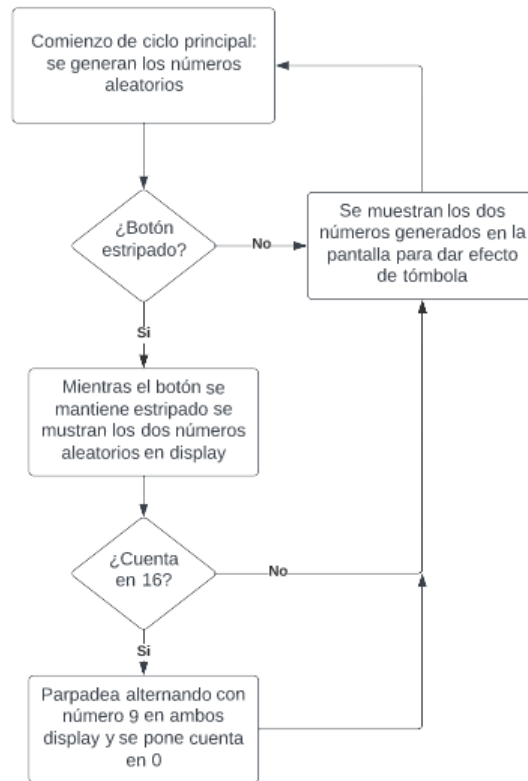 Comienzo de ciclo principal:
se generan los números
aleatorios
¿Botón
estripado?
No
Se muestran los dos
números generados en la
pantalla para dar efecto
de tómbola
Si
Mientras el botón se
mantiene estripado se
mustran los dos números
aleatorios en display
¿Cuenta
en 16?
No
Si
Parpadea alternando con
número 9 en ambos
display y se pone cuenta
en 0